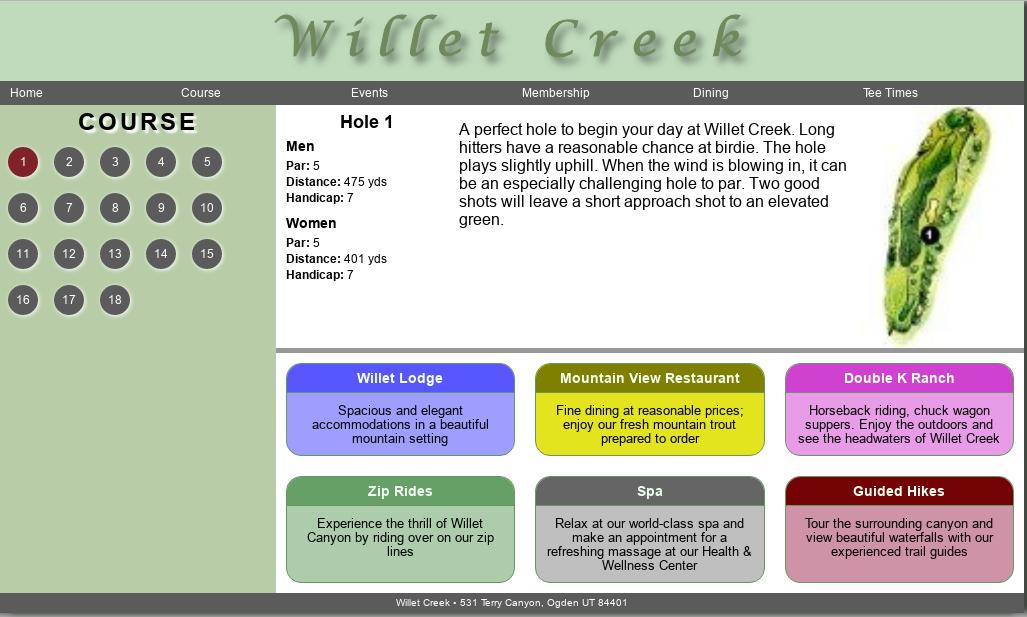 Willet Creek
Home Course Events Membership Dining Tee Times
COURSE
1 2 3 4 5
6 7 8 9 10
11 12 13 14 15
16 17 18
Hole 1
Men
Par: 5
Distance: 475 yds
Handicap: 7
Women
Par: 5
Distance: 401 yds
Handicap: 7
A perfect hole to begin your day at Willet Creek. Long
hitters have a reasonable chance at birdie. The hole
plays slightly uphill. When the wind is blowing in, it can
be an especially challenging hole to par. Two good
shots will leave a short approach shot to an elevated
green.
1
Willet Lodge
Spacious and elegant
accommodations in a beautiful
mountain setting
Mountain View Restaurant
Fine dining at reasonable prices;
enjoy our fresh mountain trout
prepared to order
Double K Ranch
Horseback riding, chuck wagon
suppers. Enjoy the outdoors and
see the headwaters of Willet Creek
Zip Rides
Experience the thrill of Willet
Canyon by riding over on our zip
lines
Spa
Relax at our world-class spa and
make an appointment for a
refreshing massage at our Health &
Wellness Center
Guided Hikes
Tour the surrounding canyon and
view beautiful waterfalls with our
experienced trail guides
Willet Creek • 531 Terry Canyon, Ogden UT 84401